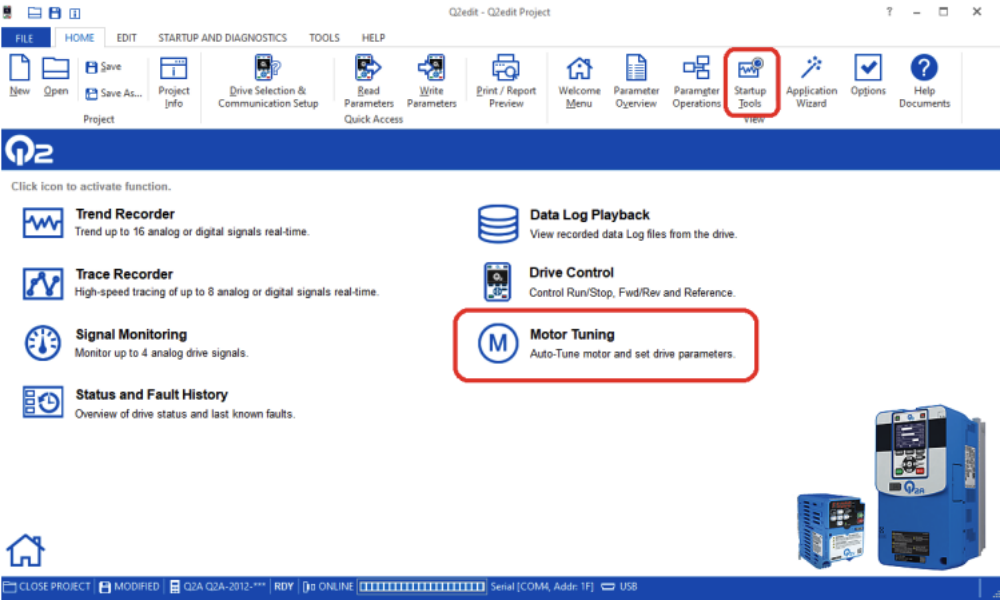 Q2edit - Q2edit Project
FILE HOME EDIT STARTUP AND DIAGNOSTICS TOOLS HELP
New
Open
Save
Save As...
Project
Info
Drive Selection &
Communication Setup
Read
Parameters
Write
Parameters
Print / Report
Preview
Welcome
Menu
Parameter
Overview
Parameter
Operations
Startup
Tools
Application
Wizard
Options
Help
Documents
Project
Quick Access
View
Q2
Click icon to activate function.
Trend Recorder
Trend up to 16 analog or digital signals real-time.
Trace Recorder
High-speed tracing of up to 8 analog or digital signals real-time.
Signal Monitoring
Monitor up to 4 analog drive signals.
Status and Fault History
Overview of drive status and last known faults.
Data Log Playback
View recorded data Log files from the drive.
Drive Control
Control Run/Stop, Fwd/Rev and Reference.
M
Motor Tuning
Auto-Tune motor and set drive parameters.
Q2A
CLOSE PROJECT MODIFIED Q2A Q2A-2012-*** RDY ONLINE Serial [COM4, Addr: 1F] USB